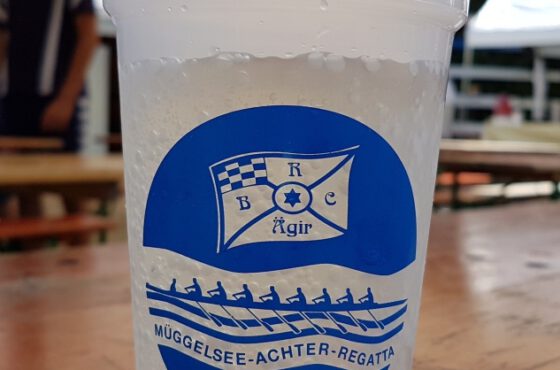 R
B C
Ägir
MÜGGELSEE-ACHTER-REGATTA